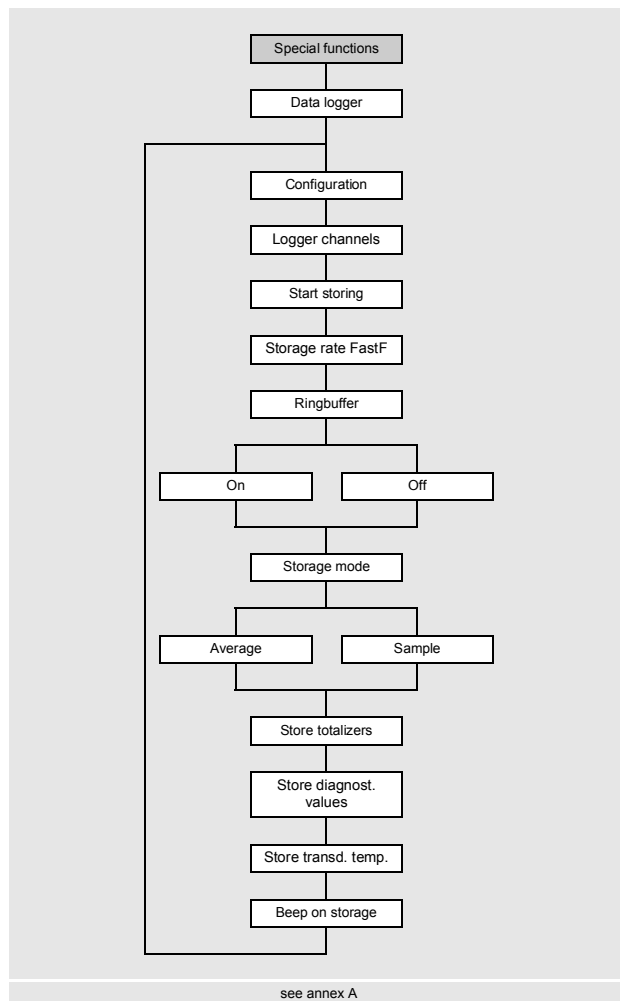 Special functions
Data logger
Configuration
Logger channels
Start storing
Storage rate FastF
Ringbuffer
On
Off
Storage mode
Average
Sample
Store totalizers
Store diagnost.
values
Store transd. temp.
Beep on storage
see annex A